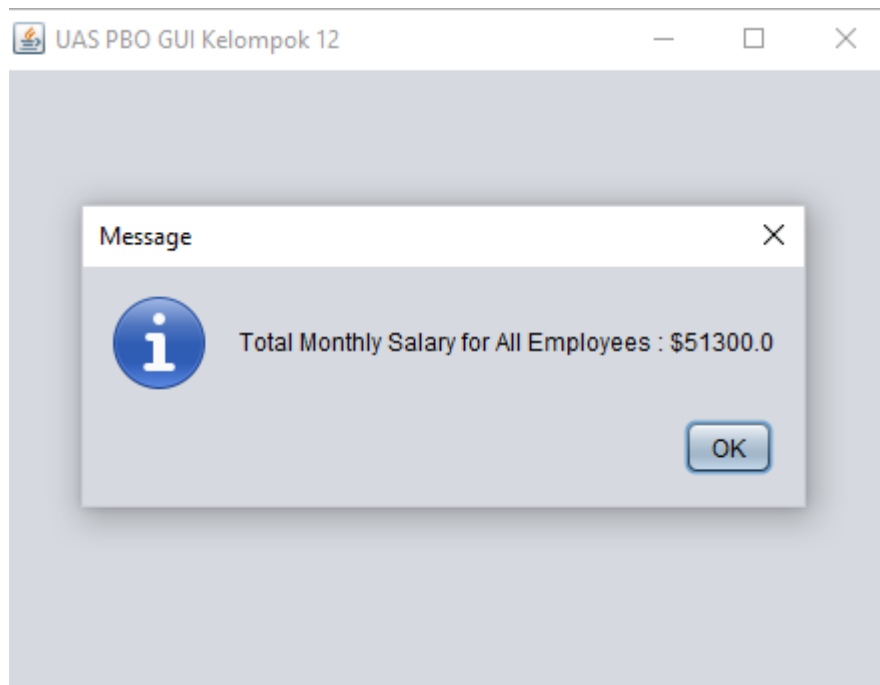 UAS PBO GUI Kelompok 12
Message
Total Monthly Salary for All Employees : $51300.0
OK